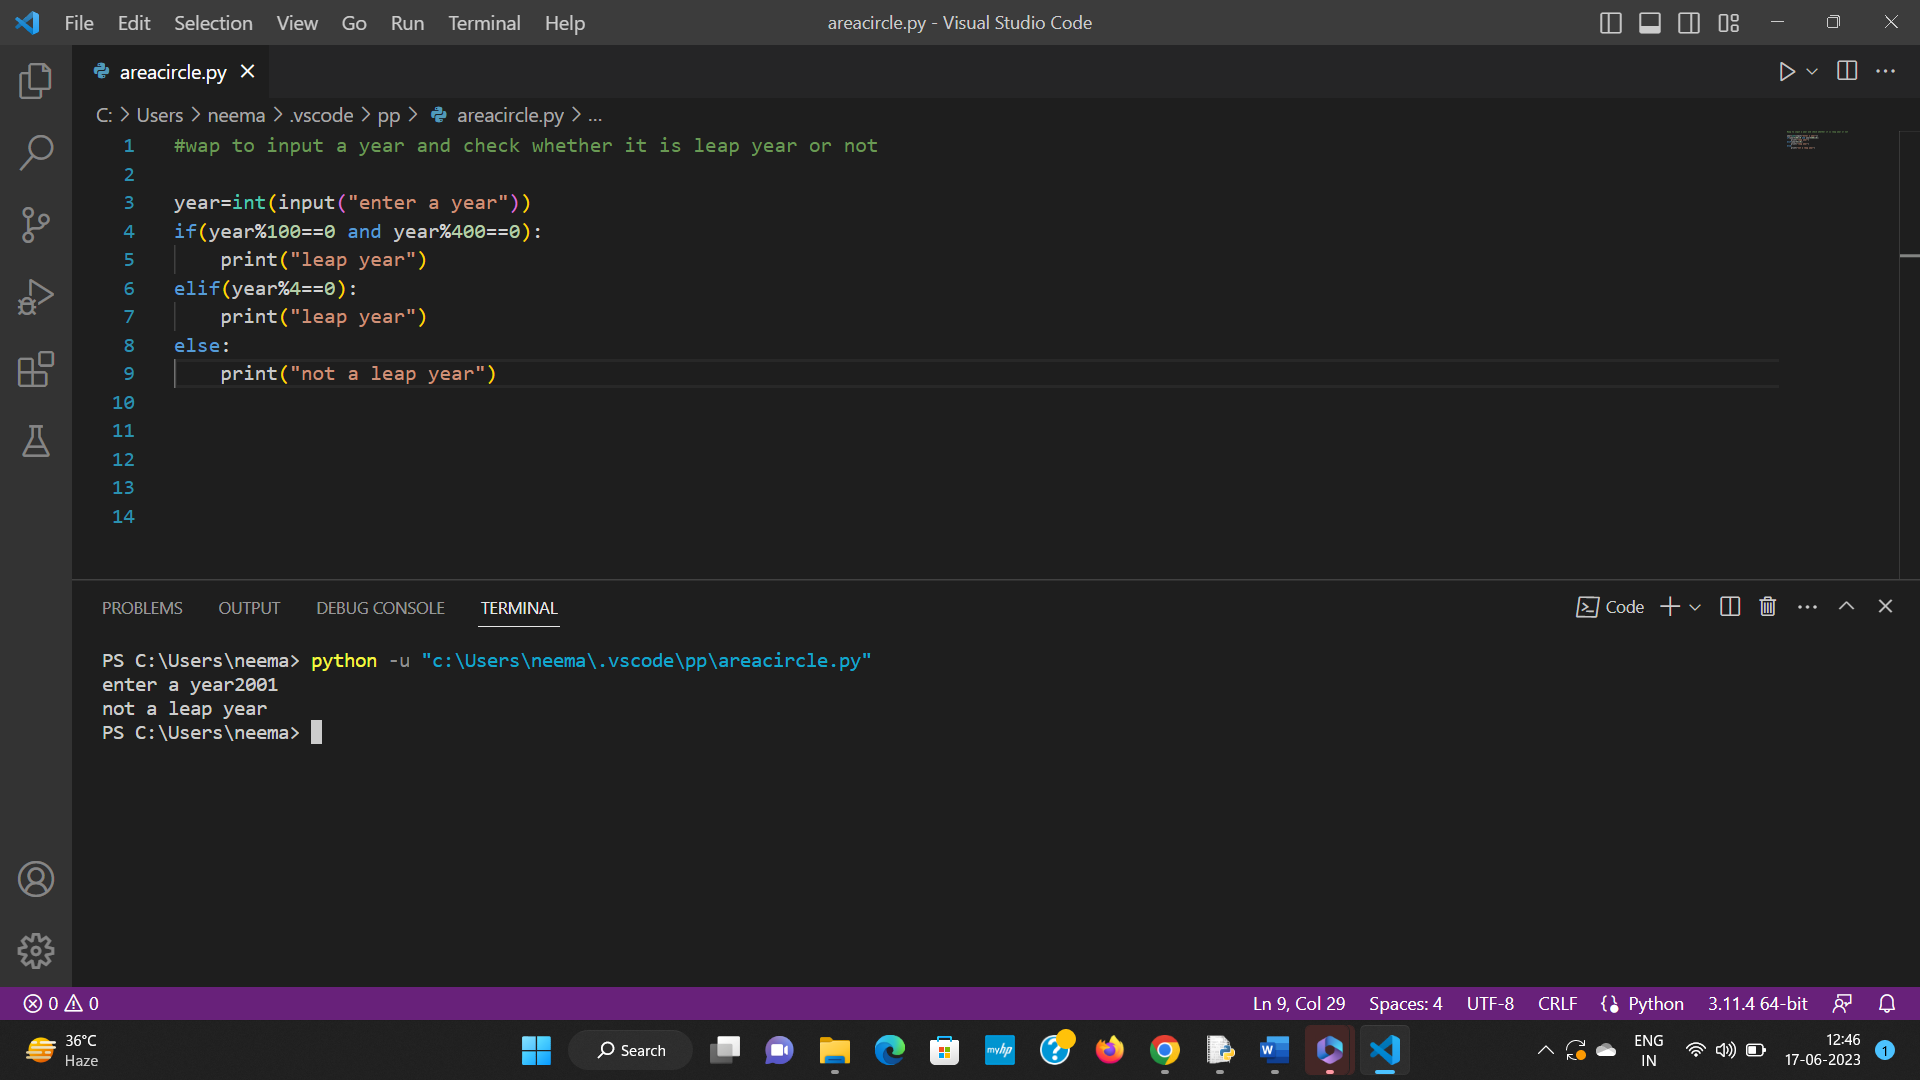 File Edit Selection View Go Run Terminal Help areacircle.py - Visual Studio Code
areacircle.py
C: > Users > neema > .vscode > pp > areacircle.py > ...
1 #wap to input a year and check whether it is leap year or not
2
3 year=int(input("enter a year"))
4 if(year%100==0 and year%400==0):
5     print("leap year")
6 elif(year%4==0):
7     print("leap year")
8 else:
9     print("not a leap year")
10
11
12
13
14
PROBLEMS OUTPUT DEBUG CONSOLE TERMINAL Code
PS C:\Users\neema> python -u "c:\Users\neema\.vscode\pp\areacircle.py"
enter a year2001
not a leap year
PS C:\Users\neema>
0 0 Ln 9, Col 29 Spaces: 4 UTF-8 CRLF Python 3.11.4 64-bit
36°C
Haze
Search
myhp
W
ENG
IN
12:46
17-06-2023
1